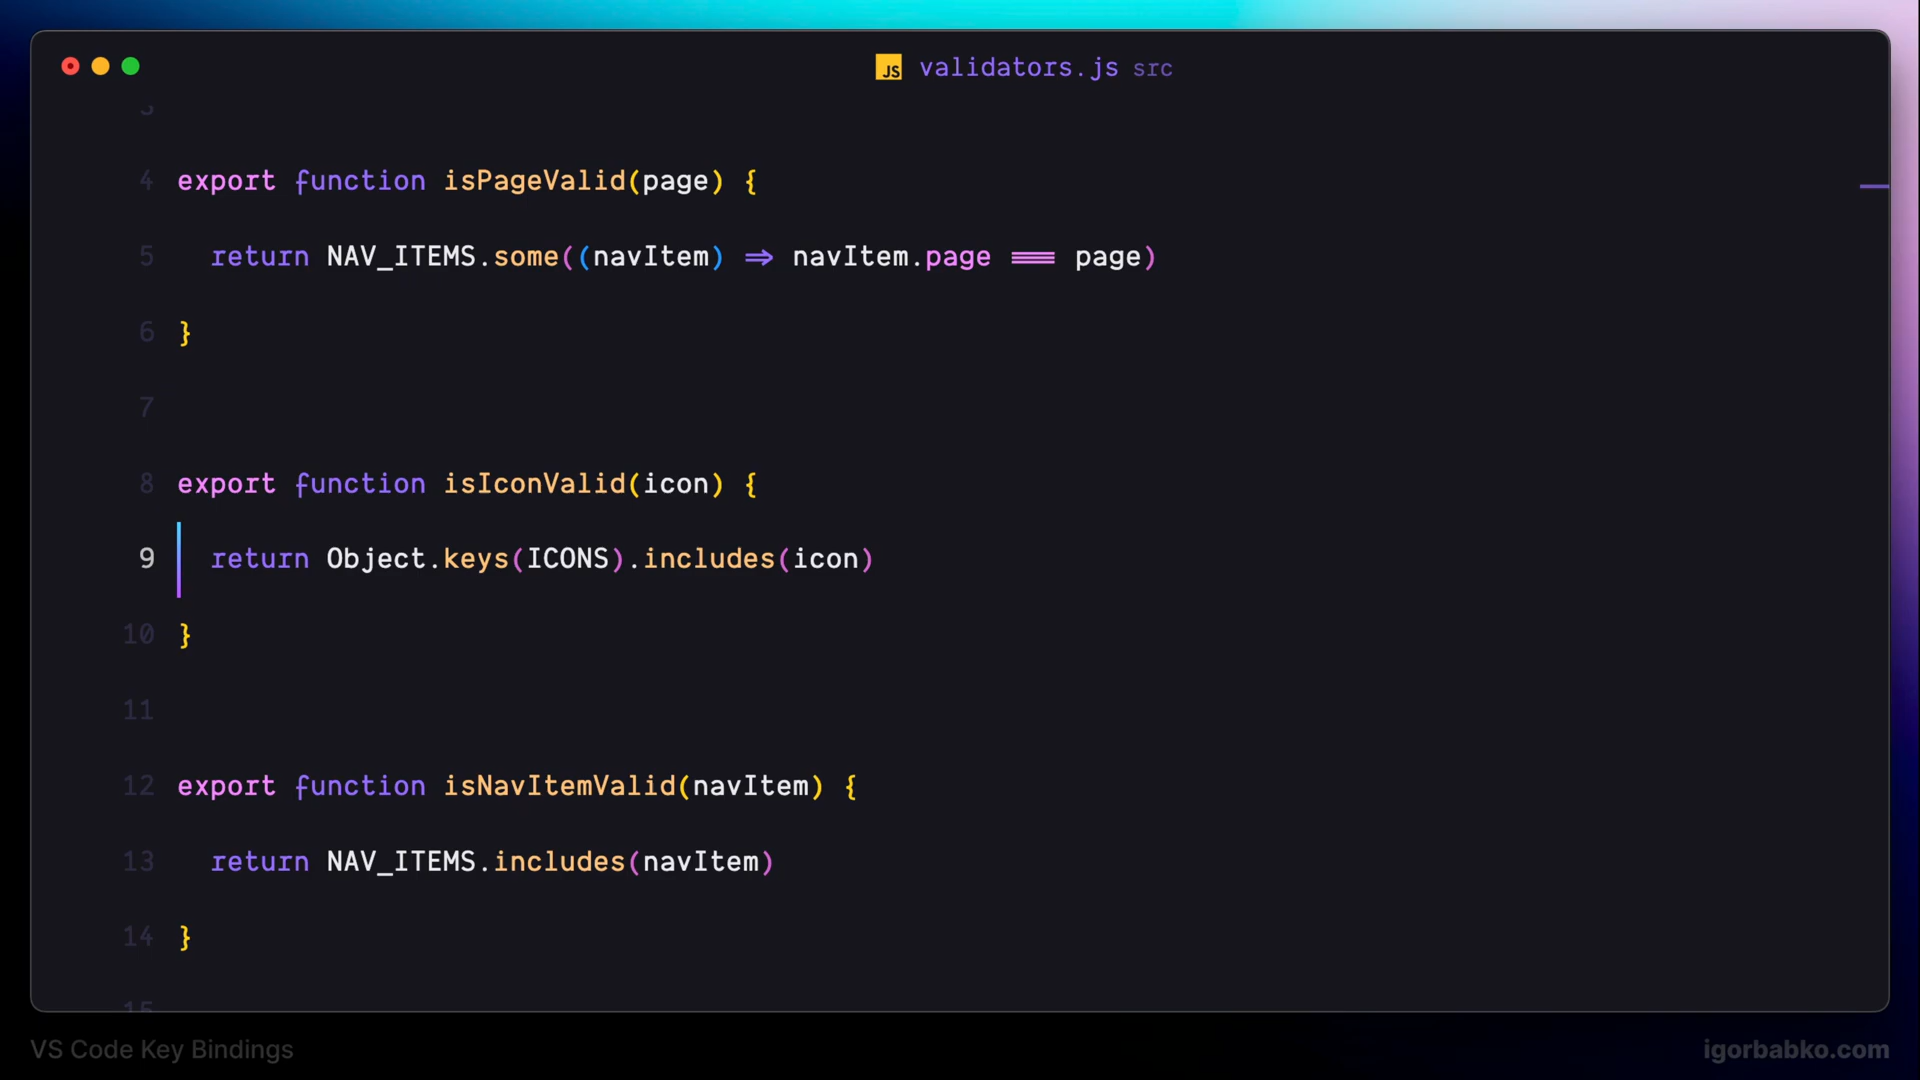 JS validators.js src
4 export function isPageValid(page) {
5 return NAV_ITEMS.some((navItem) => navItem.page === page)
6 }
7
8 export function isIconValid(icon) {
9 return Object.keys(ICONS).includes(icon)
10 }
11
12 export function isNavItemValid(navItem) {
13 return NAV_ITEMS.includes(navItem)
14 }
15
VS Code Key Bindings
igorbabko.com